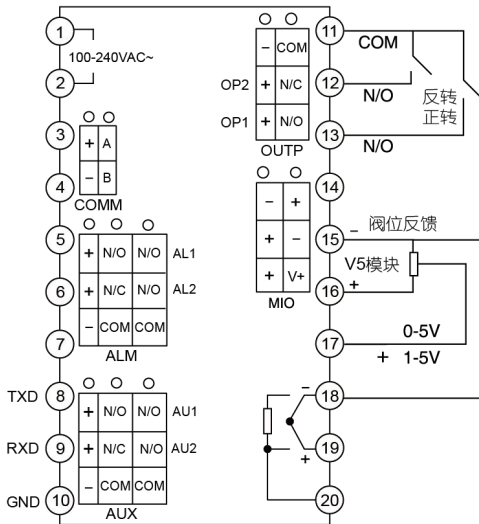 1
100-240VAC~
2
3
+ A
- B
4
COMM
5
+ N/O N/O AL1
6
+ N/C N/O AL2
7
- COM COM
ALM
TXD 8
+ N/O N/O AU1
RXD 9
+ N/C N/O AU2
GND 10
- COM COM
AUX
- COM
OP2 + N/C
OP1 + N/O
OUTP
- +
+ -
+ V+
MIO
11 COM
12 N/O
反转
正转
13 N/O
14
15 - 阀位反馈
V5模块
16 +
0-5V
17 + 1-5V
18 -
19 +
20